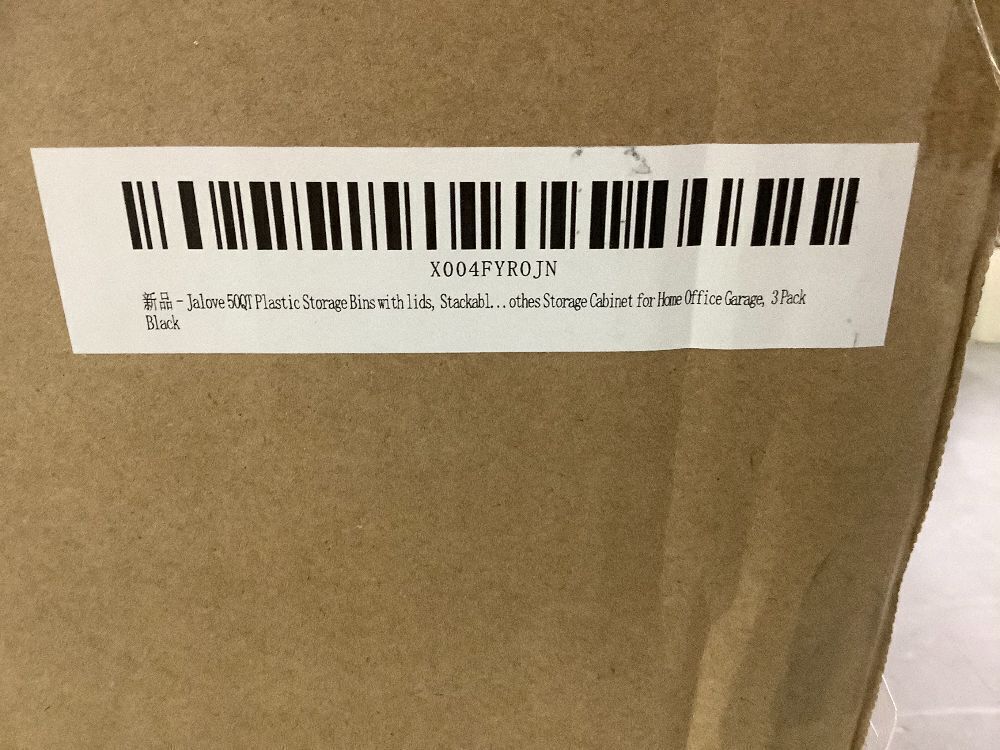 X004FYROJN
新品 - Jalove 50QT Plastic Storage Bins with lids, Stackabl...othes Storage Cabinet for Home Office Garage, 3 Pack
Black